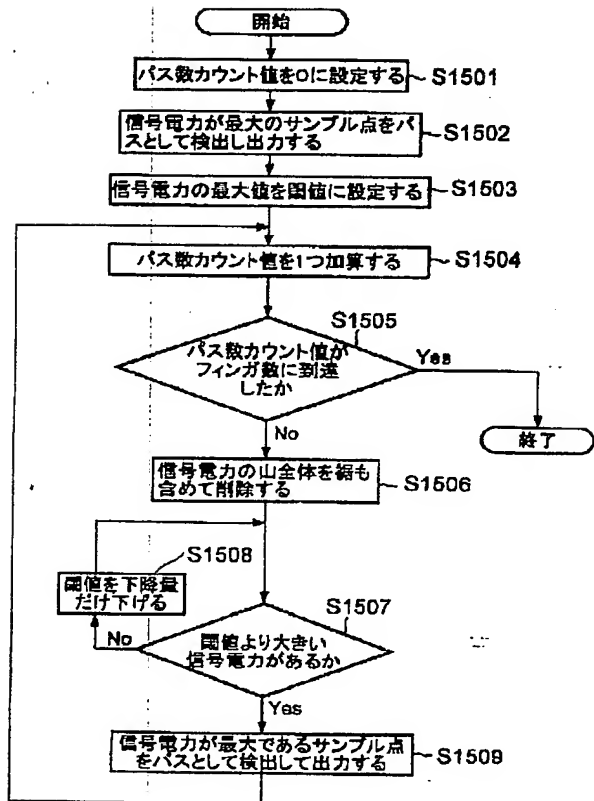 開始
パス数カウント値を0に設定する
S1501
信号電力が最大のサンプル点をパ
スとして検出し出力する
S1502
信号電力の最大値を閾値に設定する
S1503
パス数カウント値を1つ加算する
S1504
S1505
パス数カウント値が
フィンガ数に到達
したか
Yes
No
終了
信号電力の山全体を裾も
含めて削除する
S1506
S1508
閾値を下降量
だけ下げる
S1507
No
閾値より大きい
信号電力があるか
Yes
信号電力が最大であるサンプル点
をパスとして検出して出力する
S1509